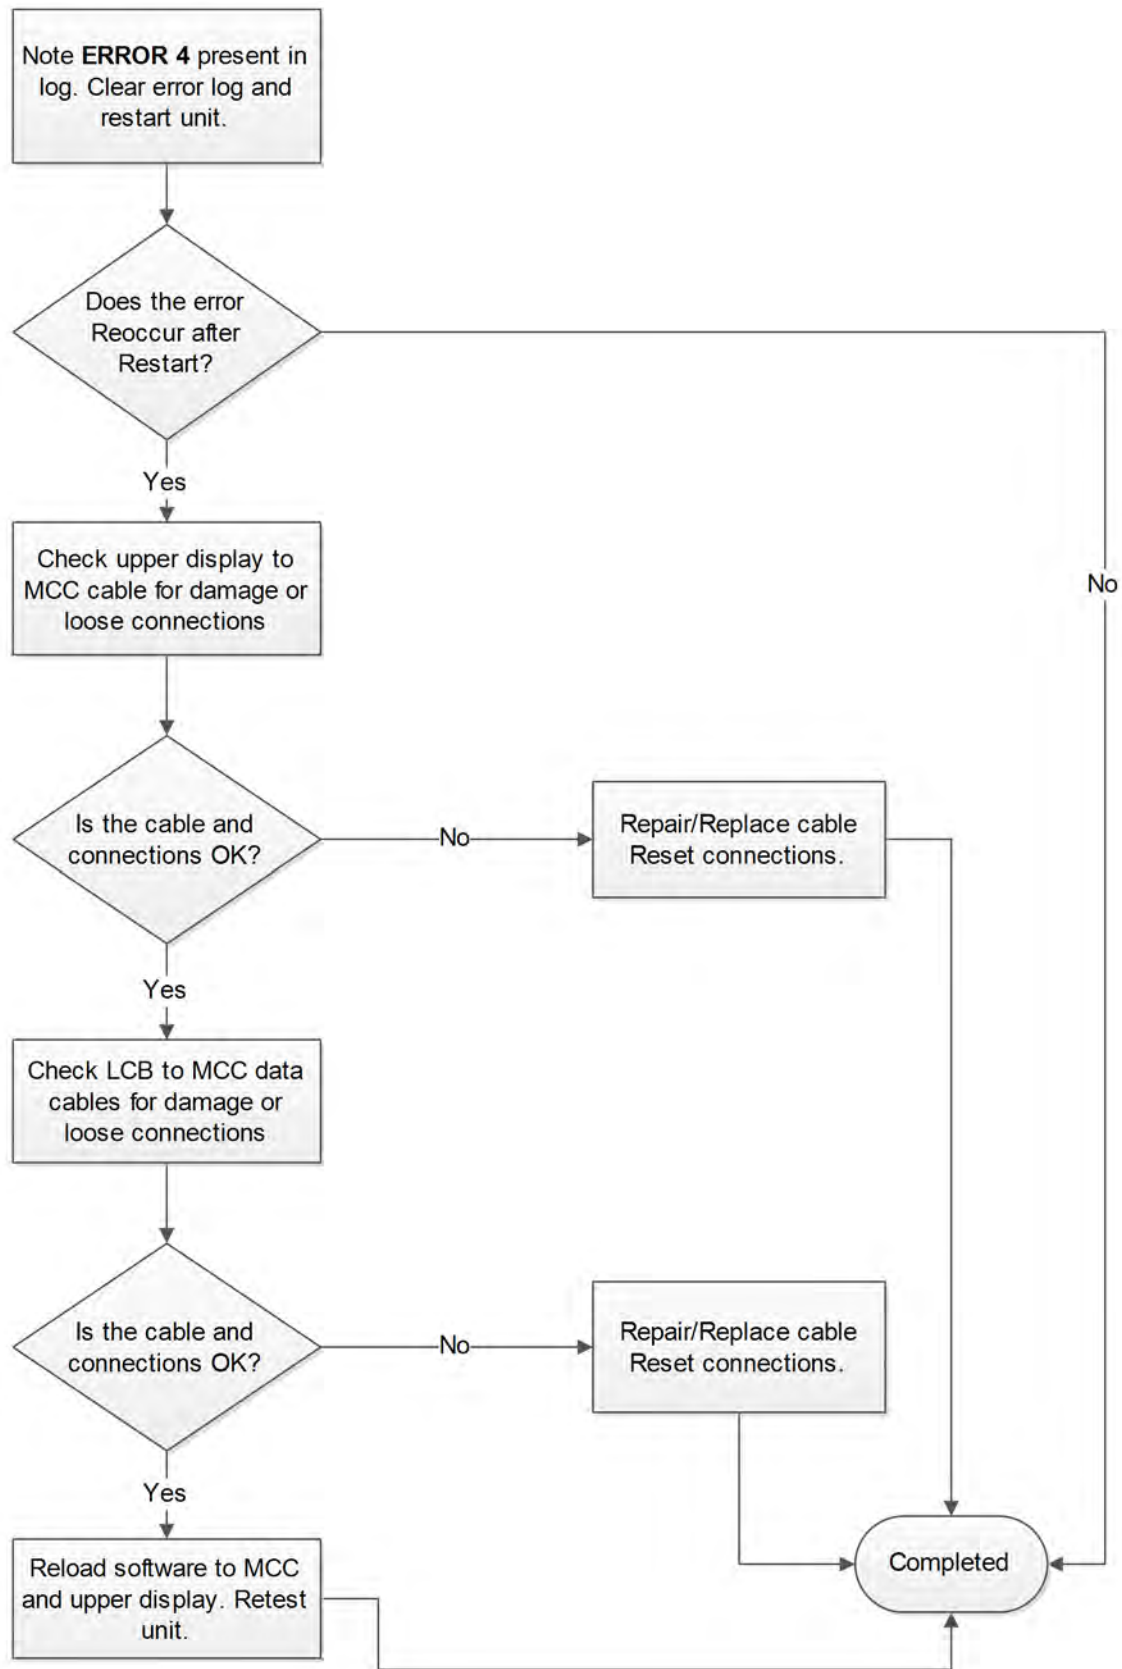 Note ERROR 4 present in
log. Clear error log and
restart unit.
Does the error
Reoccur after
Restart?
Yes
No
Check upper display to
MCC cable for damage or
loose connections
Is the cable and
connections OK?
No
Repair/Replace cable
Reset connections.
Yes
Check LCB to MCC data
cables for damage or
loose connections
Is the cable and
connections OK?
No
Repair/Replace cable
Reset connections.
Yes
Reload software to MCC
and upper display. Retest
unit.
Completed